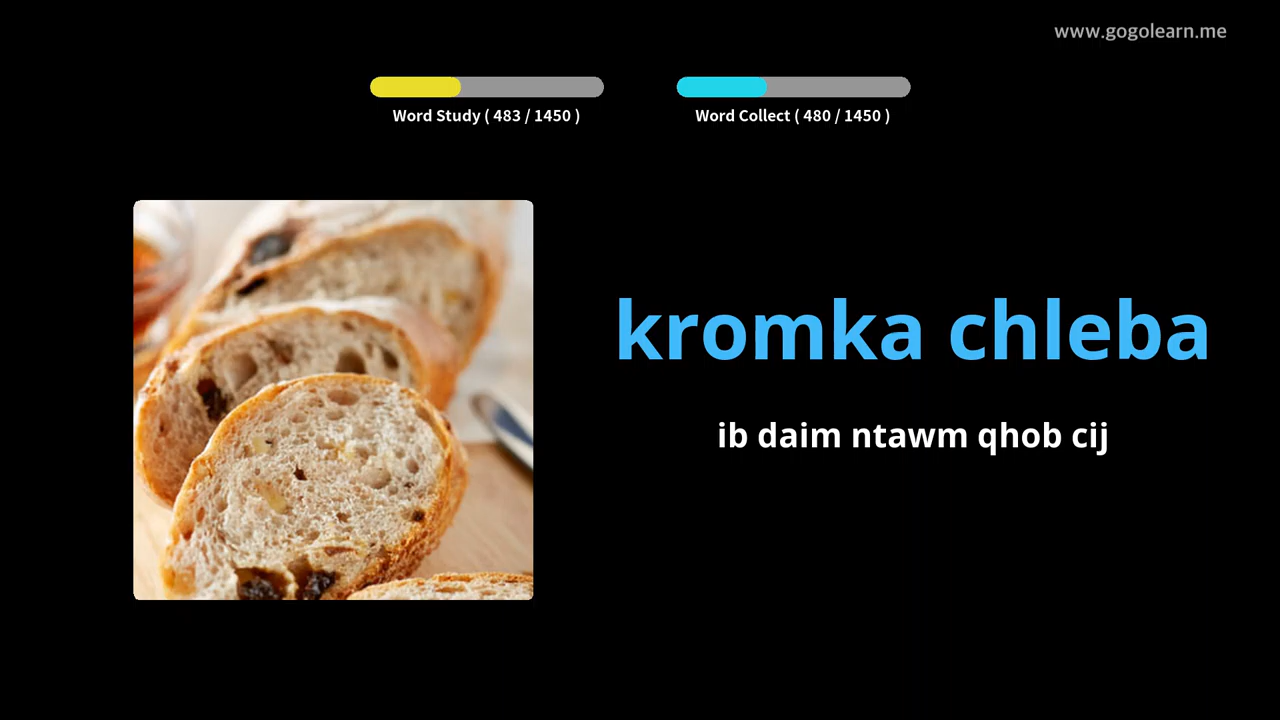 www.gogolearn.me
Word Study ( 483 / 1450 )
Word Collect ( 480 / 1450 )
kromka chleba
ib daim ntawm qhob cij